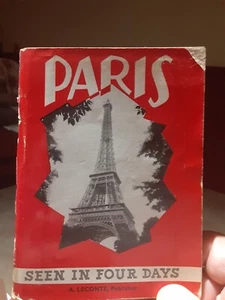 PARIS
SEEN IN FOUR DAYS
A. LECONTE, Publisher